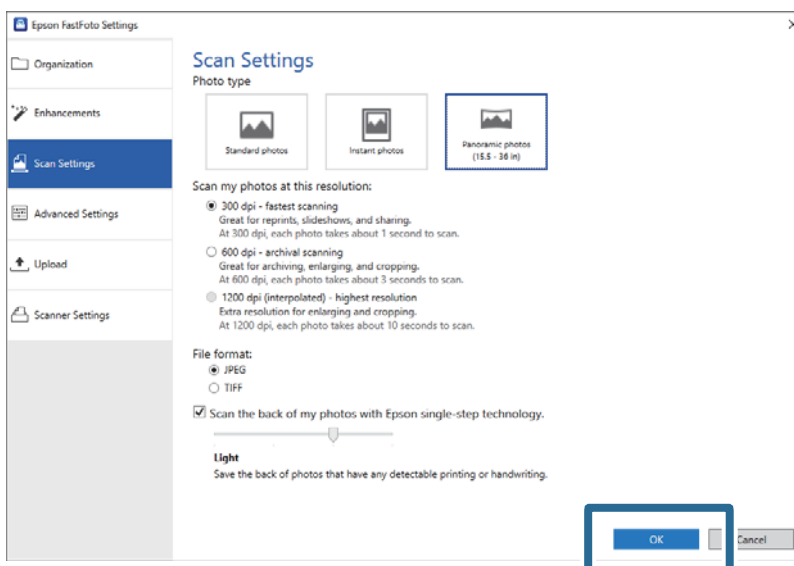 Epson FastFoto Settings
Organization
Enhancements
Scan Settings
Advanced Settings
Upload
Scanner Settings
Scan Settings
Photo type
Standard photos
Instant photos
Panoramic photos
(15.5 - 36 in)
Scan my photos at this resolution:
300 dpi - fastest scanning
Great for reprints, slideshows, and sharing.
At 300 dpi, each photo takes about 1 second to scan.
600 dpi - archival scanning
Great for archiving, enlarging, and cropping.
At 600 dpi, each photo takes about 3 seconds to scan.
1200 dpi (interpolated) - highest resolution
Extra resolution for enlarging and cropping.
At 1200 dpi, each photo takes about 10 seconds to scan.
File format:
JPEG
TIFF
Scan the back of my photos with Epson single-step technology.
Light
Save the back of photos that have any detectable printing or handwriting.
OK
Cancel